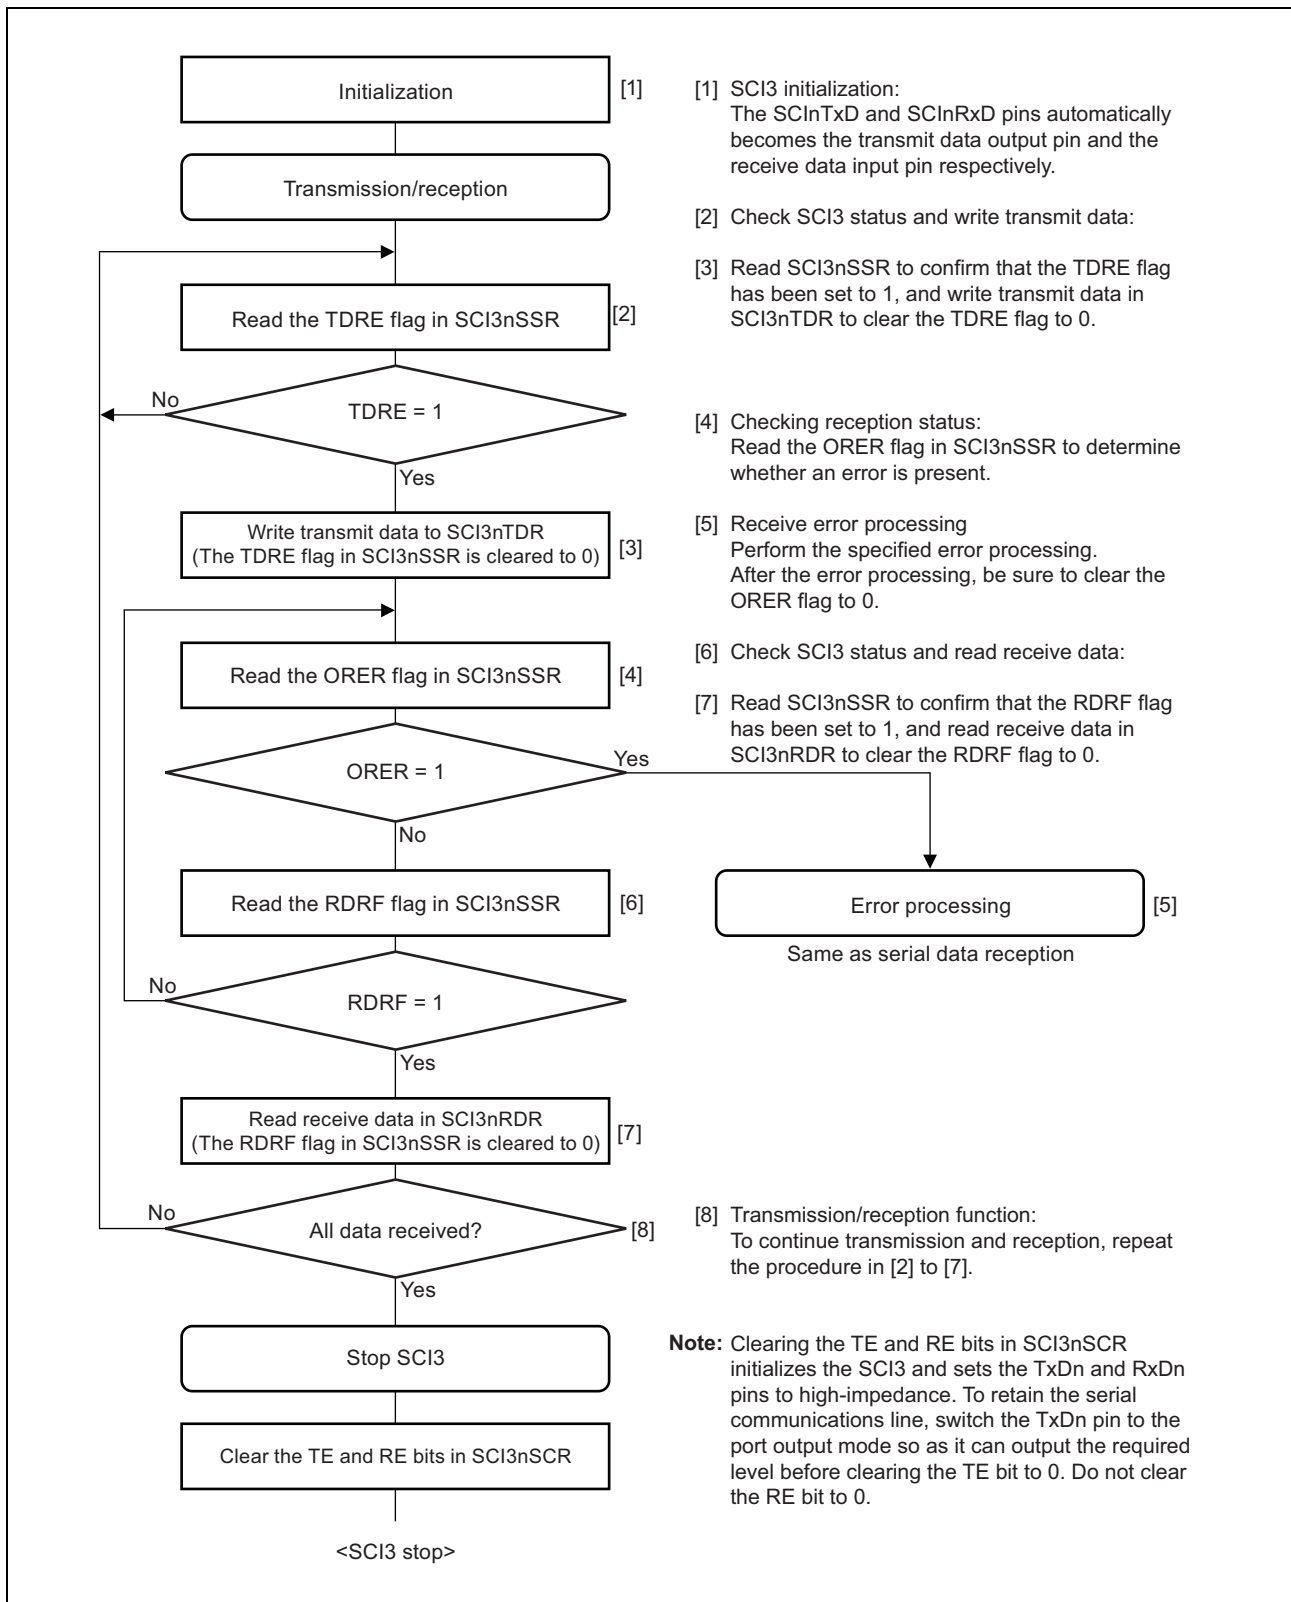 Initialization
[1]
Transmission/reception
Read the TDRE flag in SCI3nSSR
[2]
No
TDRE = 1
Yes
Write transmit data to SCI3nTDR
(The TDRE flag in SCI3nSSR is cleared to 0)
[3]
Read the ORER flag in SCI3nSSR
[4]
ORER = 1
Yes
No
Read the RDRF flag in SCI3nSSR
[6]
Error processing
[5]
Same as serial data reception
No
RDRF = 1
Yes
Read receive data in SCI3nRDR
(The RDRF flag in SCI3nSSR is cleared to 0)
[7]
No
All data received?
[8]
Yes
Stop SCI3
Clear the TE and RE bits in SCI3nSCR
<SCI3 stop>
[1] SCI3 initialization:
The SCInTxD and SCInRxD pins automatically
becomes the transmit data output pin and the
receive data input pin respectively.
[2] Check SCI3 status and write transmit data:
[3] Read SCI3nSSR to confirm that the TDRE flag
has been set to 1, and write transmit data in
SCI3nTDR to clear the TDRE flag to 0.
[4] Checking reception status:
Read the ORER flag in SCI3nSSR to determine
whether an error is present.
[5] Receive error processing
Perform the specified error processing.
After the error processing, be sure to clear the
ORER flag to 0.
[6] Check SCI3 status and read receive data:
[7] Read SCI3nSSR to confirm that the RDRF flag
has been set to 1, and read receive data in
SCI3nRDR to clear the RDRF flag to 0.
[8] Transmission/reception function:
To continue transmission and reception, repeat
the procedure in [2] to [7].
Note: Clearing the TE and RE bits in SCI3nSCR
initializes the SCI3 and sets the TxDn and RxDn
pins to high-impedance. To retain the serial
communications line, switch the TxDn pin to the
port output mode so as it can output the required
level before clearing the TE bit to 0. Do not clear
the RE bit to 0.